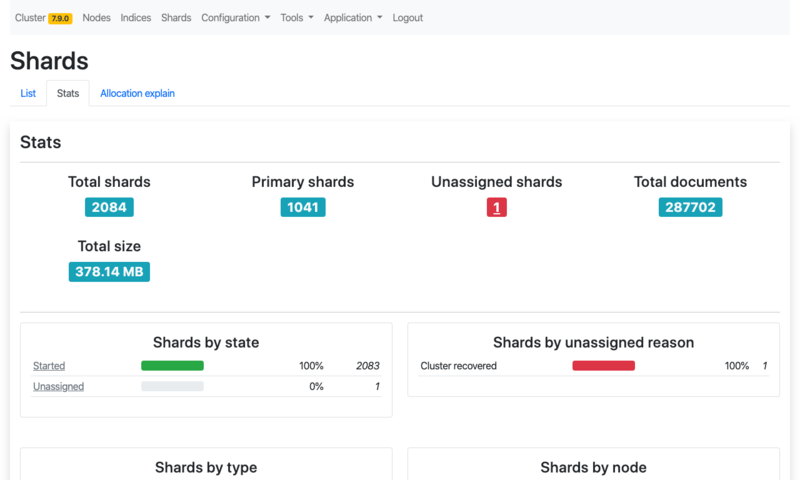 Cluster 7.9.0 Nodes Indices Shards Configuration Tools Application Logout
Shards
List Stats Allocation explain
Stats
Total shards Primary shards Unassigned shards Total documents
2084 1041 1 287702
Total size
378.14 MB
Shards by state
Started 100% 2083
Unassigned 0% 1
Shards by unassigned reason
Cluster recovered 100% 1
Shards by type
Shards by node